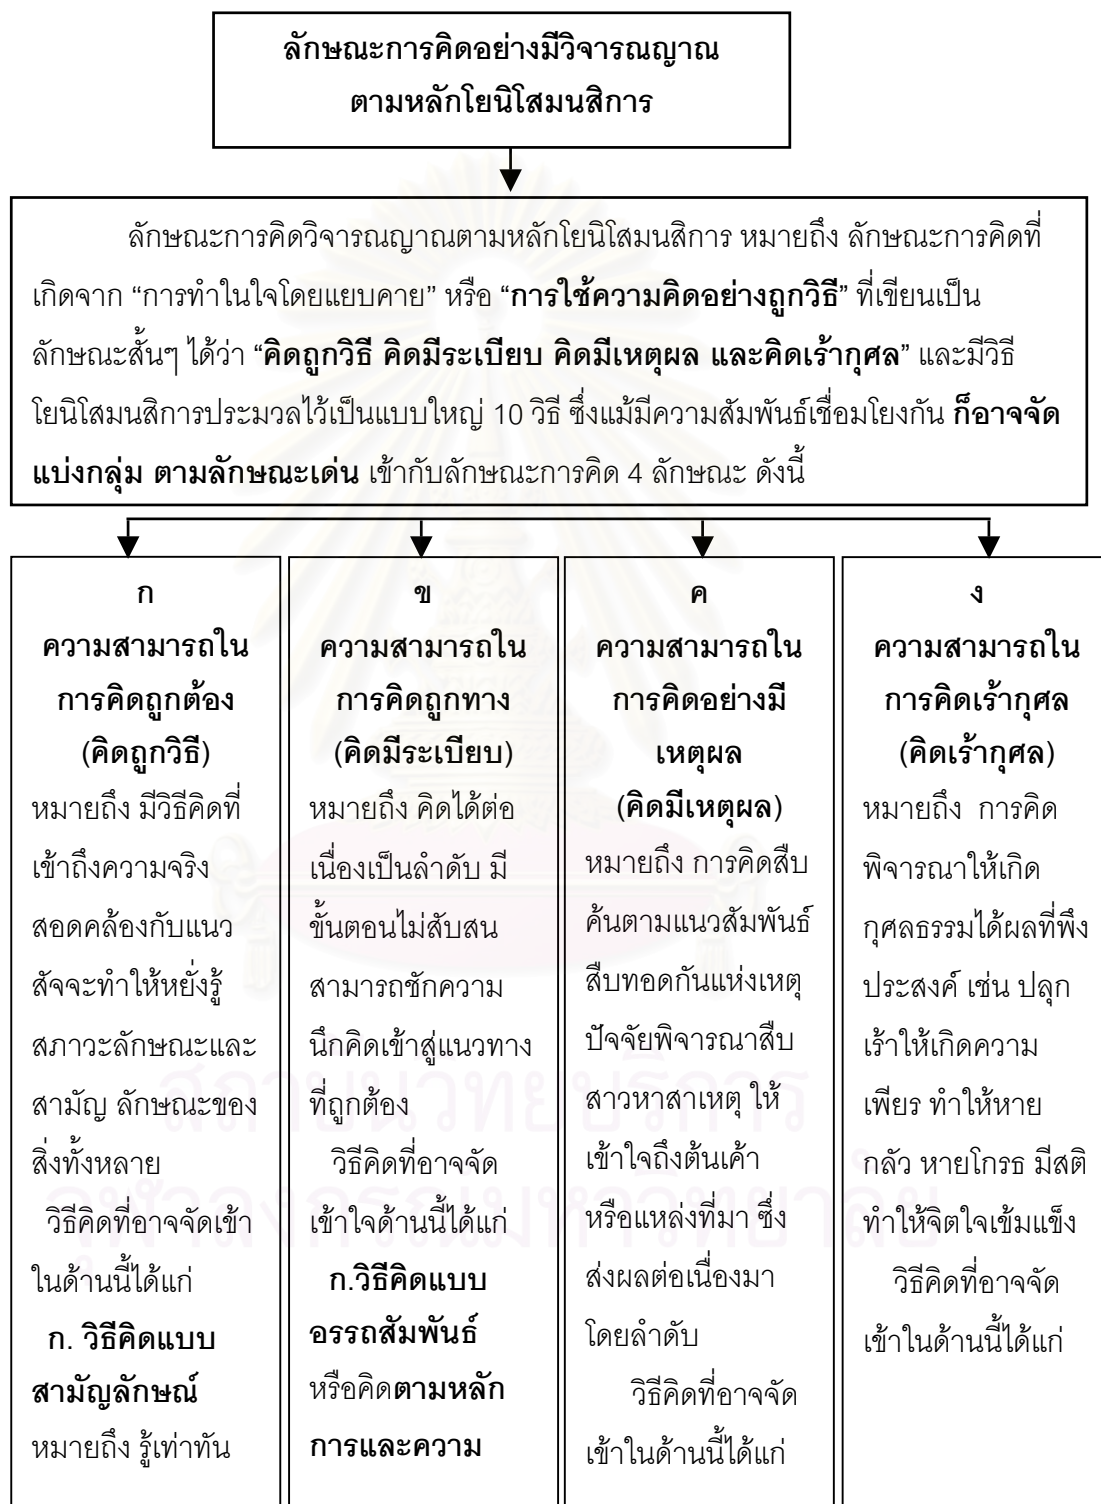 ลักษณะการคิดอย่างมีวิจารณญาณ
ตามหลักโยนิโสมนสิการ
ลักษณะการคิดวิจารณญาณตามหลักโยนิโสมนสิการ หมายถึง ลักษณะการคิดที่
เกิดจาก “การทำในใจโดยแยบคาย” หรือ “การใช้ความคิดอย่างถูกวิธี” ที่เขียนเป็น
ลักษณะสั้นๆ ได้ว่า “คิดถูกวิธี คิดมีระเบียบ คิดมีเหตุผล และคิดเร้ากุศล” และมีวิธี
โยนิโสมนสิการประมวลไว้เป็นแบบใหญ่ 10 วิธี ซึ่งแม้มีความสัมพันธ์เชื่อมโยงกัน ก็อาจจัด
แบ่งกลุ่ม ตามลักษณะเด่น เข้ากับลักษณะการคิด 4 ลักษณะ ดังนี้
ก
ความสามารถใน
การคิดถูกต้อง
(คิดถูกวิธี)
หมายถึง มีวิธีคิดที่
เข้าถึงความจริง
สอดคล้องกับแนว
สัจจะทำให้หยั่งรู้
สภาวะลักษณะและ
สามัญ ลักษณะของ
สิ่งทั้งหลาย
วิธีคิดที่อาจจัดเข้า
ในด้านนี้ได้แก่
ก. วิธีคิดแบบ
สามัญลักษณ์
หมายถึง รู้เท่าทัน
ข
ความสามารถใน
การคิดถูกทาง
(คิดมีระเบียบ)
หมายถึง คิดได้ต่อ
เนื่องเป็นลำดับ มี
ขั้นตอนไม่สับสน
สามารถชักความ
นึกคิดเข้าสู่แนวทาง
ที่ถูกต้อง
วิธีคิดที่อาจจัด
เข้าใจด้านนี้ได้แก่
ก.วิธีคิดแบบ
อรรถสัมพันธ์
หรือคิดตามหลัก
การและความ
ค
ความสามารถใน
การคิดอย่างมี
เหตุผล
(คิดมีเหตุผล)
หมายถึง การคิดสืบ
ค้นตามแนวสัมพันธ์
สืบทอดกันแห่งเหตุ
ปัจจัยพิจารณาสืบ
สาวหาสาเหตุ ให้
เข้าใจถึงต้นเค้า
หรือแหล่งที่มา ซึ่ง
ส่งผลต่อเนื่องมา
โดยลำดับ
วิธีคิดที่อาจจัด
เข้าในด้านนี้ได้แก่
ง
ความสามารถใน
การคิดเร้ากุศล
(คิดเร้ากุศล)
หมายถึง การคิด
พิจารณาให้เกิด
กุศลธรรมได้ผลที่พึง
ประสงค์ เช่น ปลุก
เร้าให้เกิดความ
เพียร ทำให้หาย
กลัว หายโกรธ มีสติ
ทำให้จิตใจเข้มแข็ง
วิธีคิดที่อาจจัด
เข้าในด้านนี้ได้แก่
สถาบันวิทยบริการ
จุฬาลงกรณ์มหาวิทยาลัย